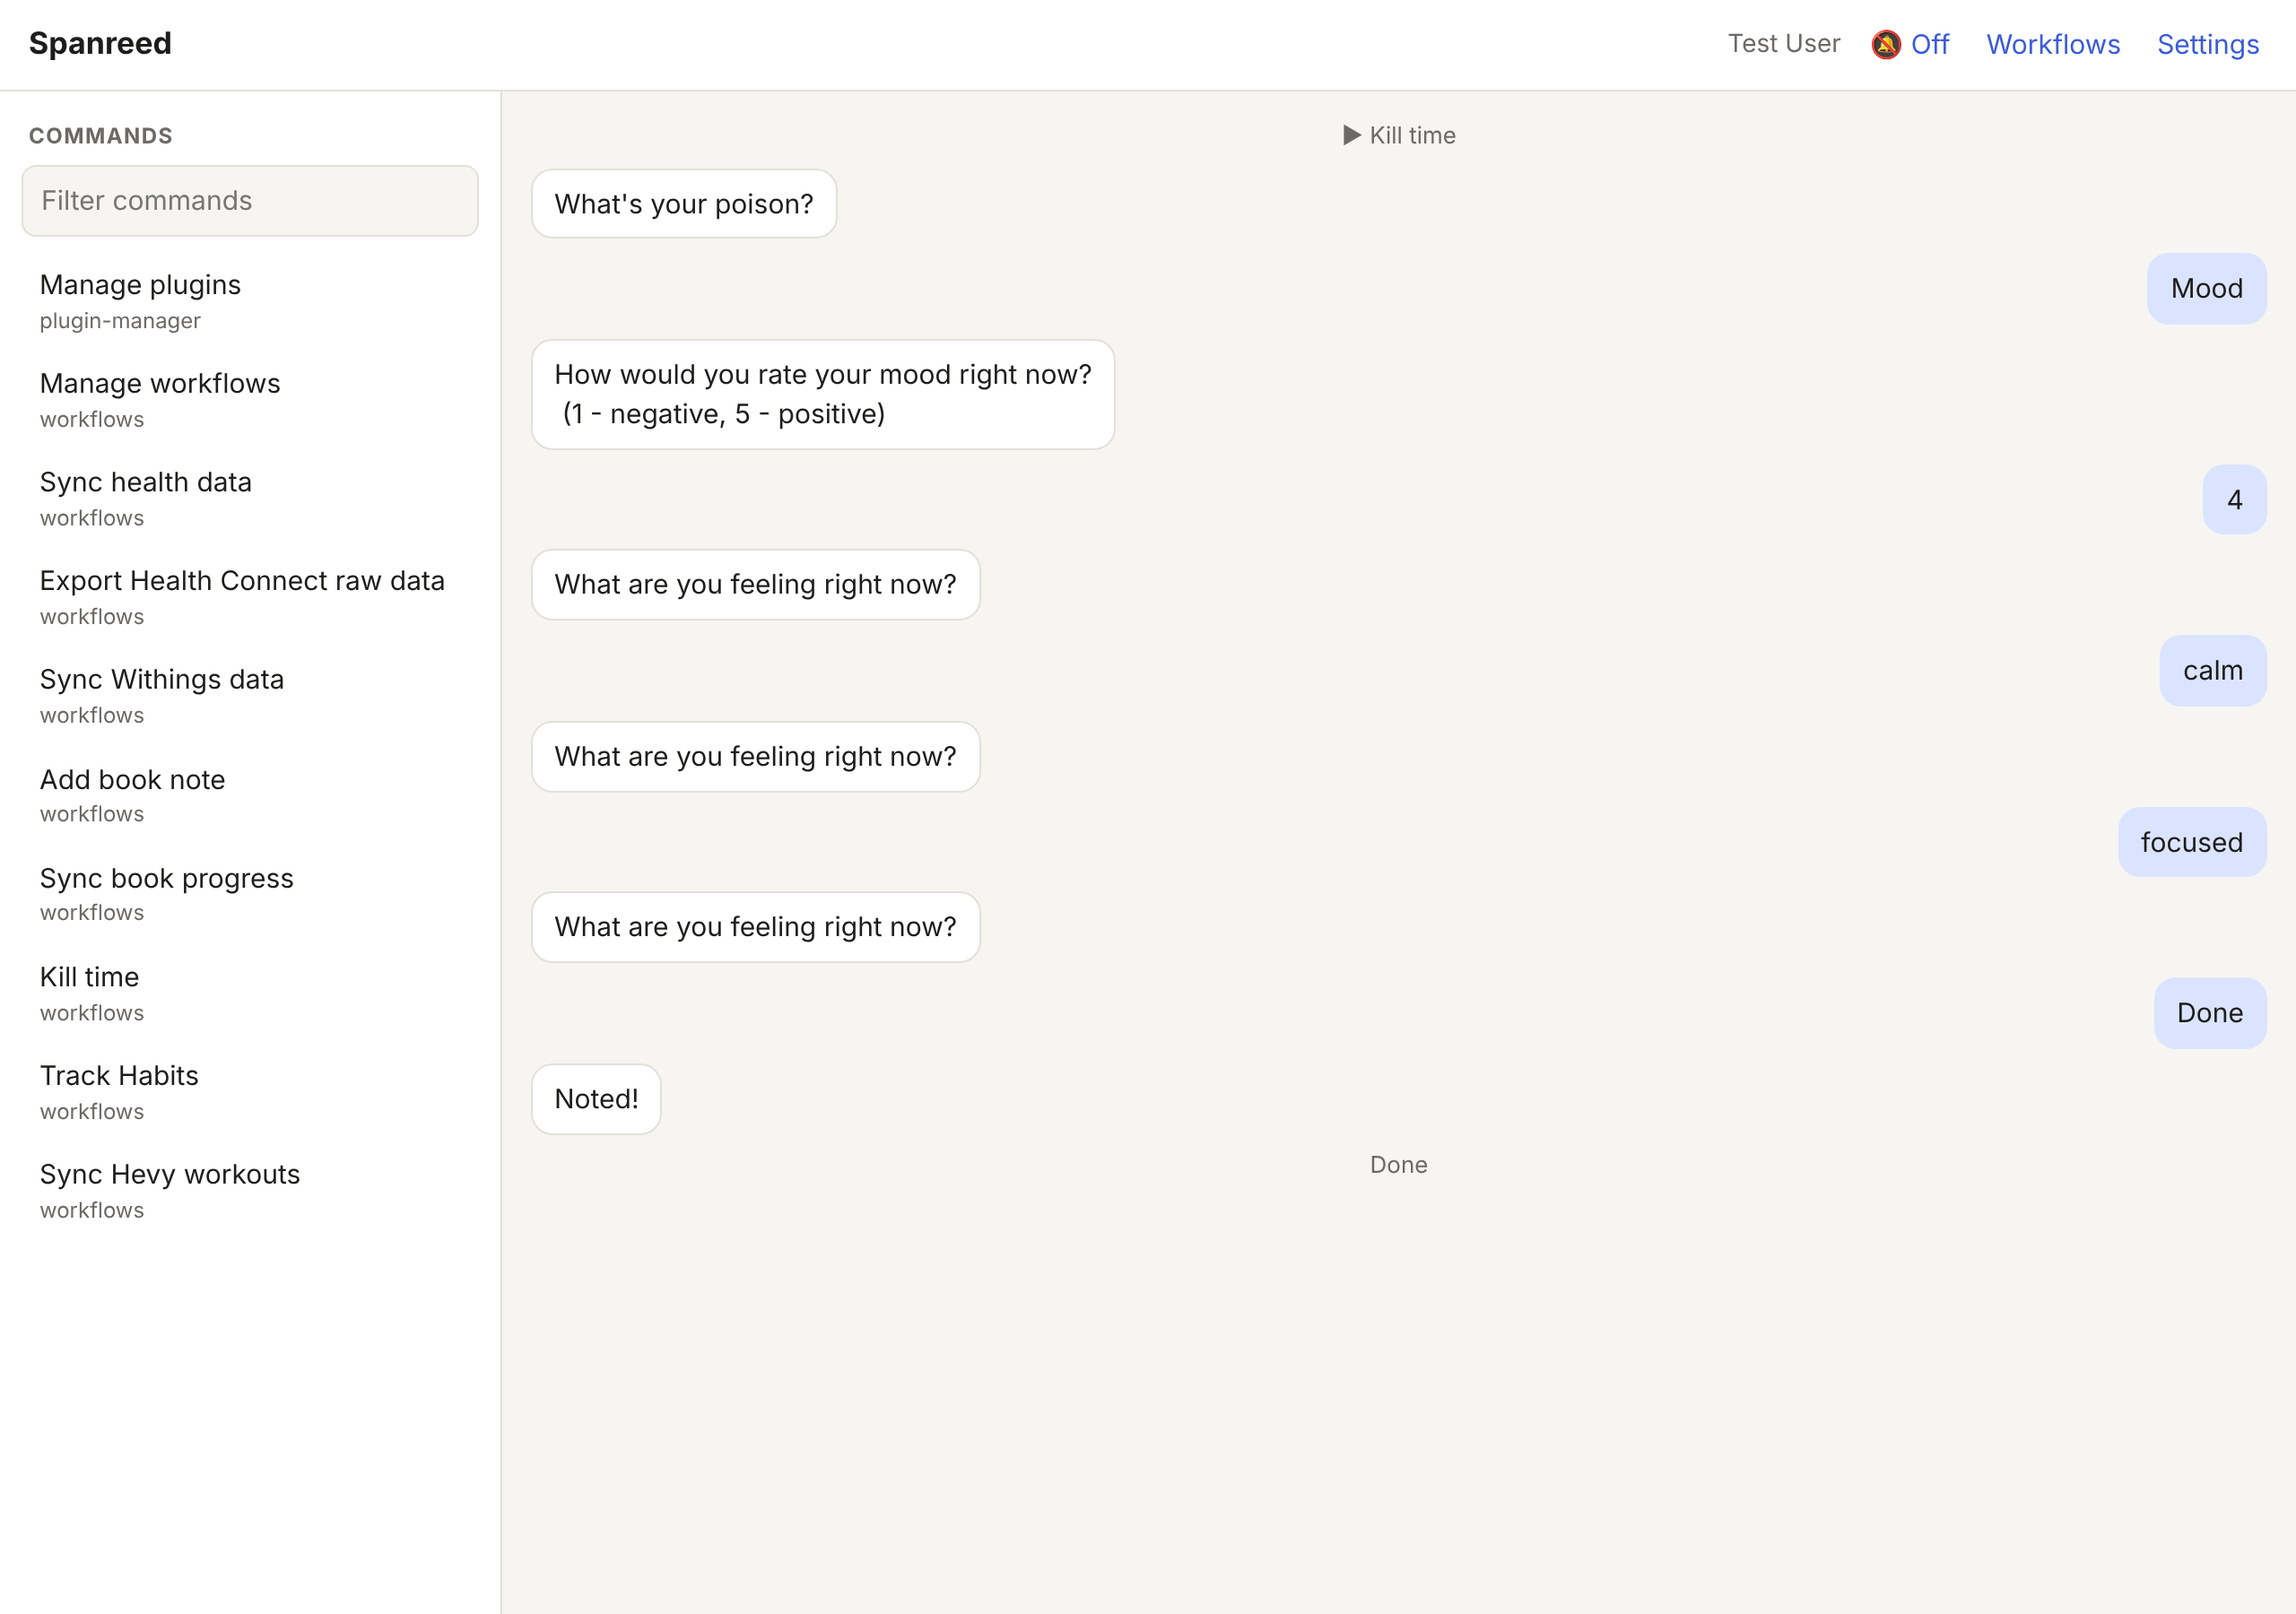 Spanreed
Test User
Off
Workflows
Settings
COMMANDS
Filter commands
Manage plugins
plugin-manager
Manage workflows
workflows
Sync health data
workflows
Export Health Connect raw data
workflows
Sync Withings data
workflows
Add book note
workflows
Sync book progress
workflows
Kill time
workflows
Track Habits
workflows
Sync Hevy workouts
workflows
▶ Kill time
What's your poison?
Mood
How would you rate your mood right now?
(1 - negative, 5 - positive)
4
What are you feeling right now?
calm
What are you feeling right now?
focused
What are you feeling right now?
Done
Noted!
Done